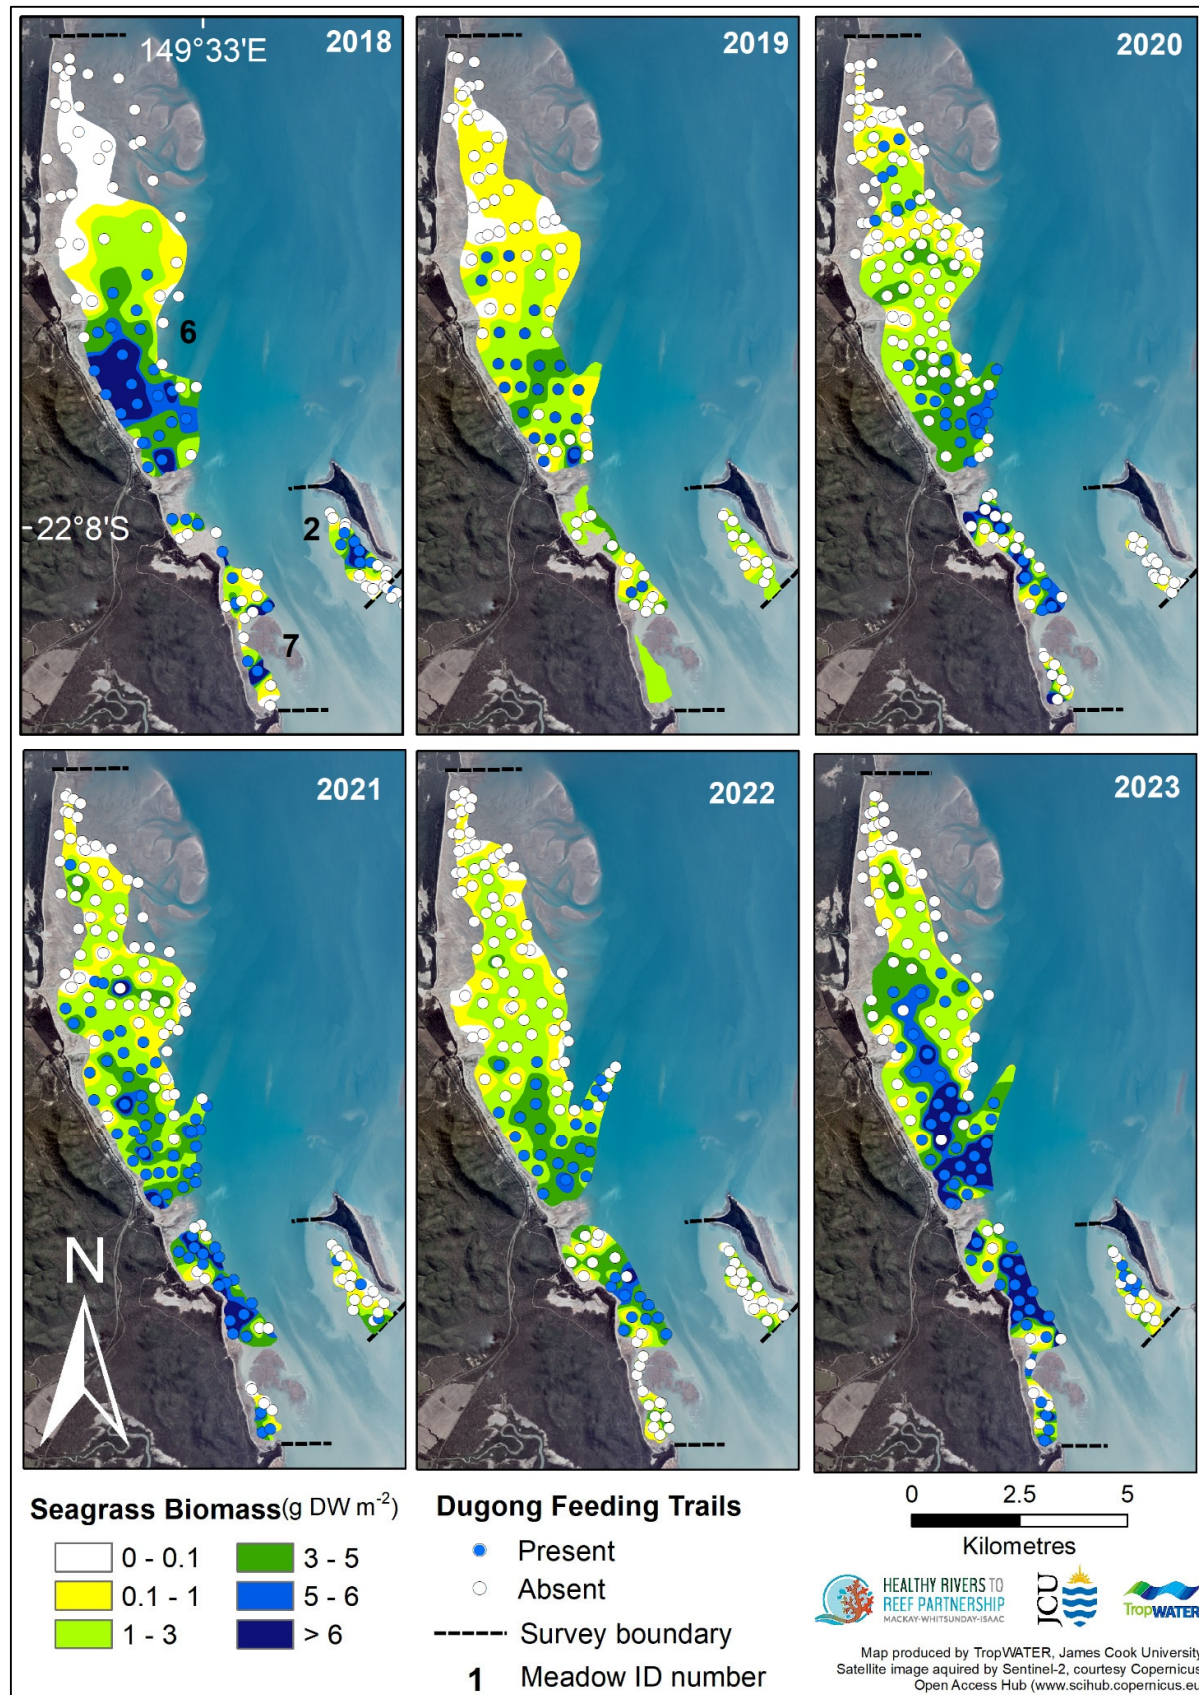 2018
149°33'E
2019
2020
6
22°8'S
2
7
2021
2022
2023
N
Seagrass Biomass(g DW m-2)
0 - 0.1
3 - 5
0.1 - 1
5 - 6
1 - 3
> 6
Dugong Feeding Trails
Present
Absent
Survey boundary
1 Meadow ID number
0 2.5 5
Kilometres
HEALTHY RIVERS TO
REEF PARTNERSHIP
MACKAY-WHITSUNDAY-ISAAC
JCU
TropWATER
Map produced by TropWATER, James Cook University
Satellite image aquired by Sentinel-2, courtesy Copernicus
Open Access Hub (www.scihub.copernicus.eu